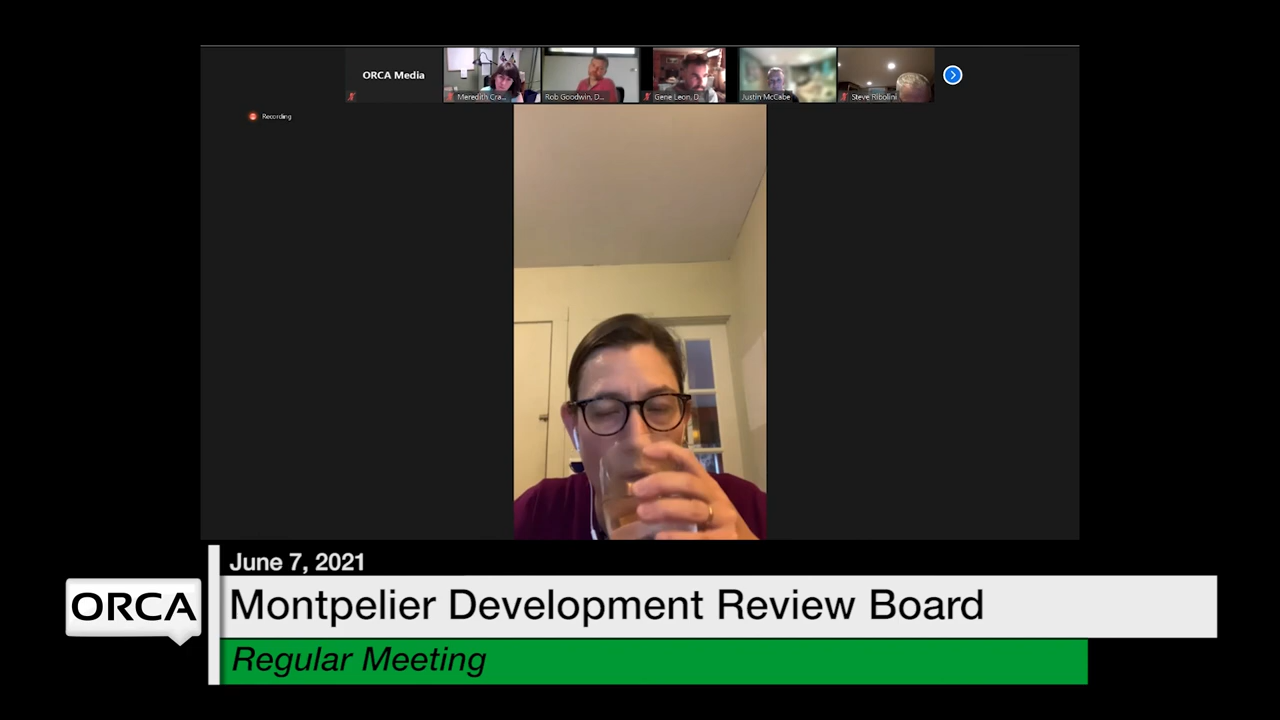 ORCA Media
Meredith Cra...
Rob Goodwin, D...
Gene Leon, D...
Justin McCabe
Steve Ribolini
Recording
June 7, 2021
ORCA
Montpelier Development Review Board
Regular Meeting